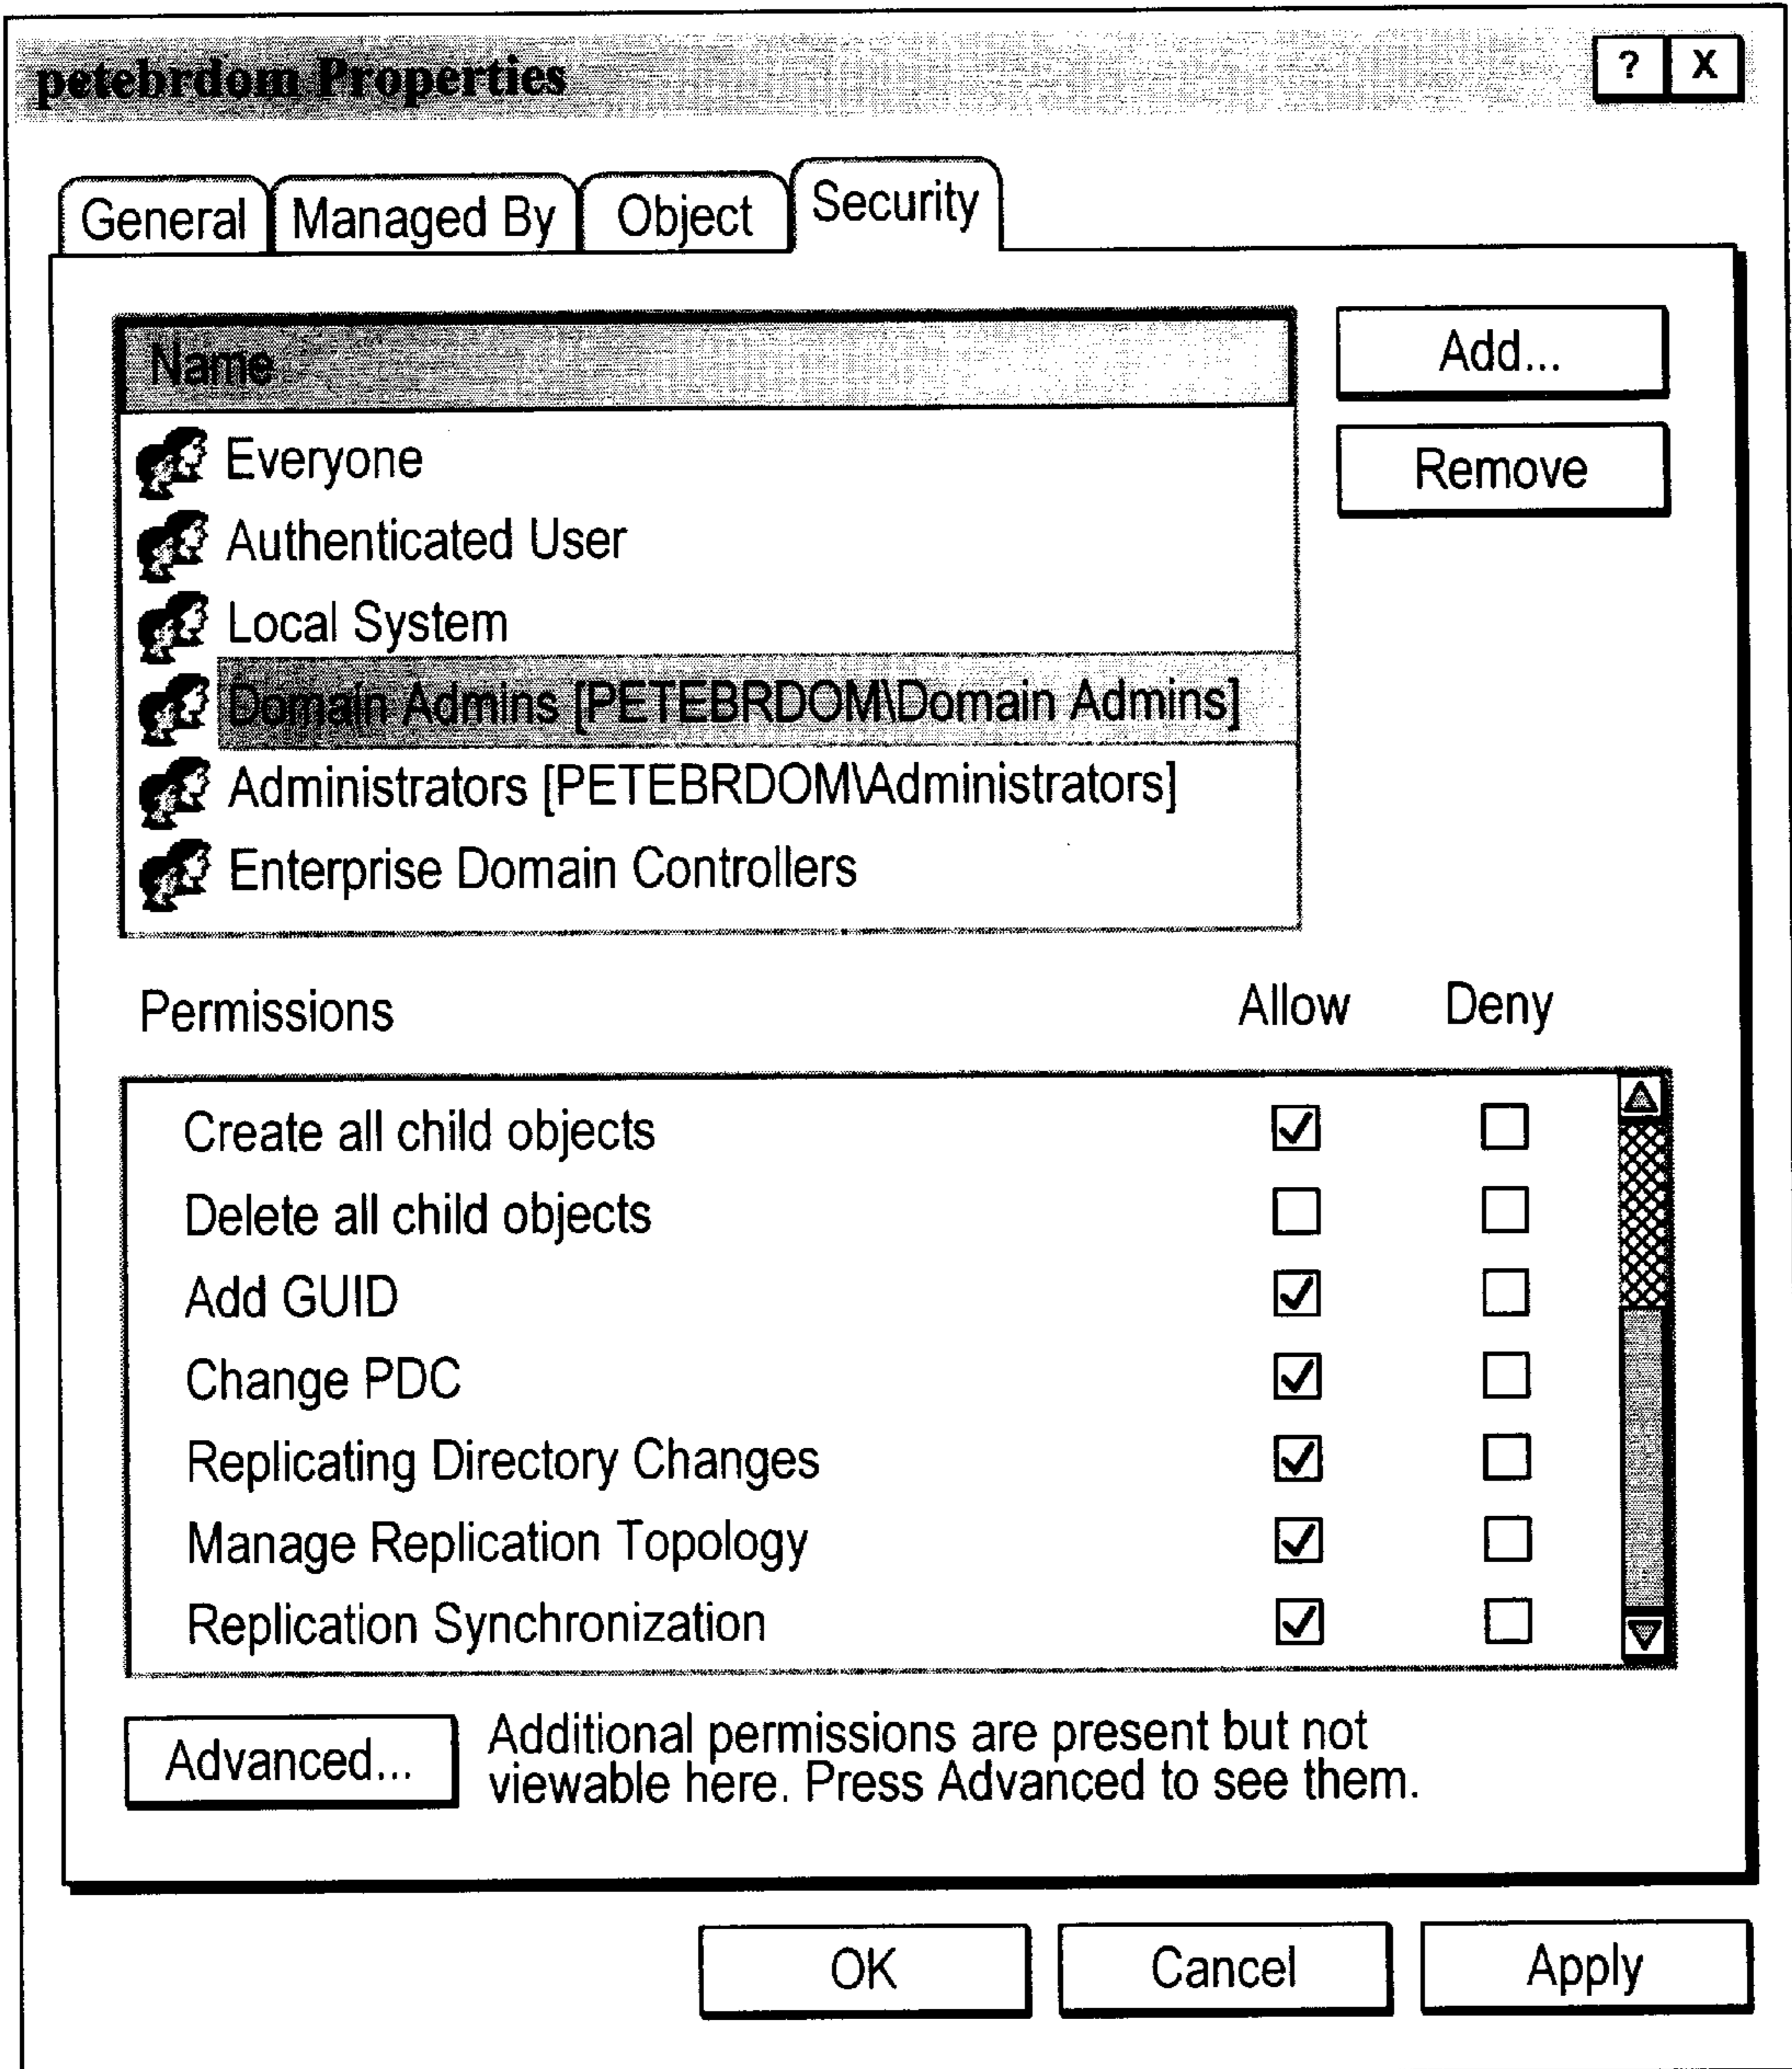 petebrdom Properties
? X
General Managed By Object Security
Name
Add...
Everyone
Remove
Authenticated User
Local System
Domain Admins [PETEBRDOM\Domain Admins]
Administrators [PETEBRDOM\Administrators]
Enterprise Domain Controllers
Permissions Allow Deny
Create all child objects
Delete all child objects
Add GUID
Change PDC
Replicating Directory Changes
Manage Replication Topology
Replication Synchronization
Advanced...
Additional permissions are present but not
viewable here. Press Advanced to see them.
OK Cancel Apply